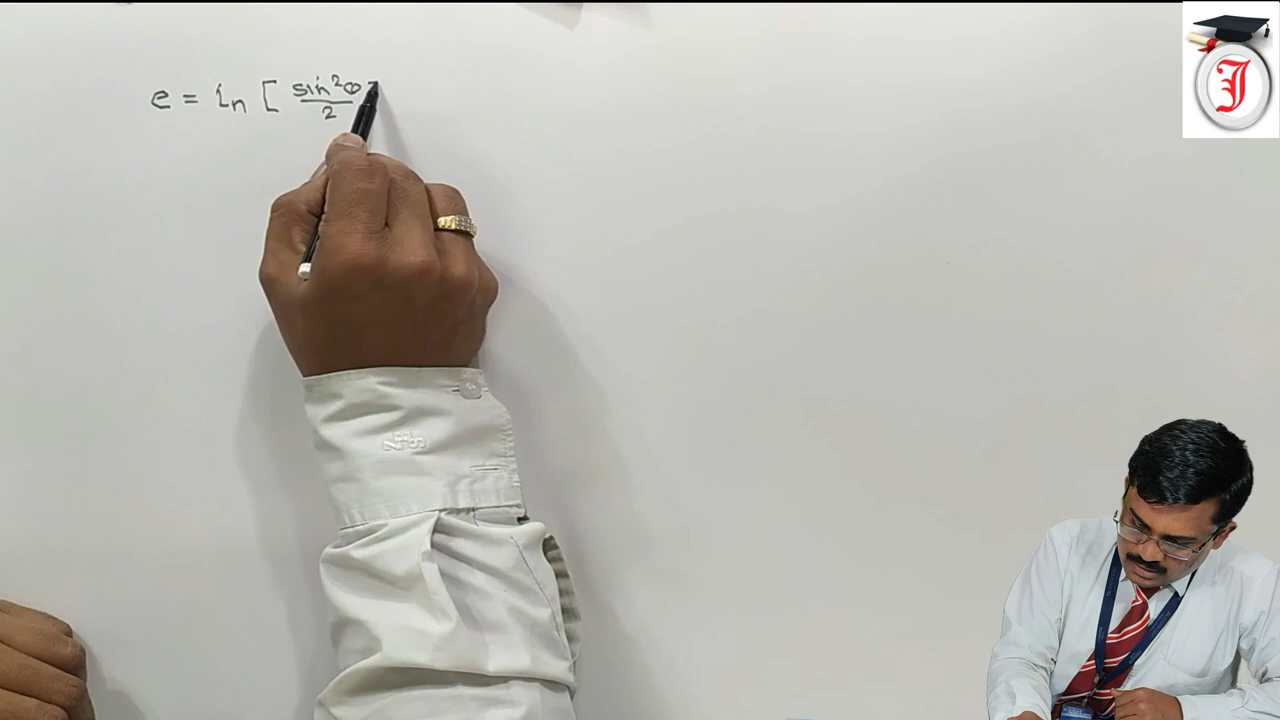 e = in [ sin²Φ/2 ]
J